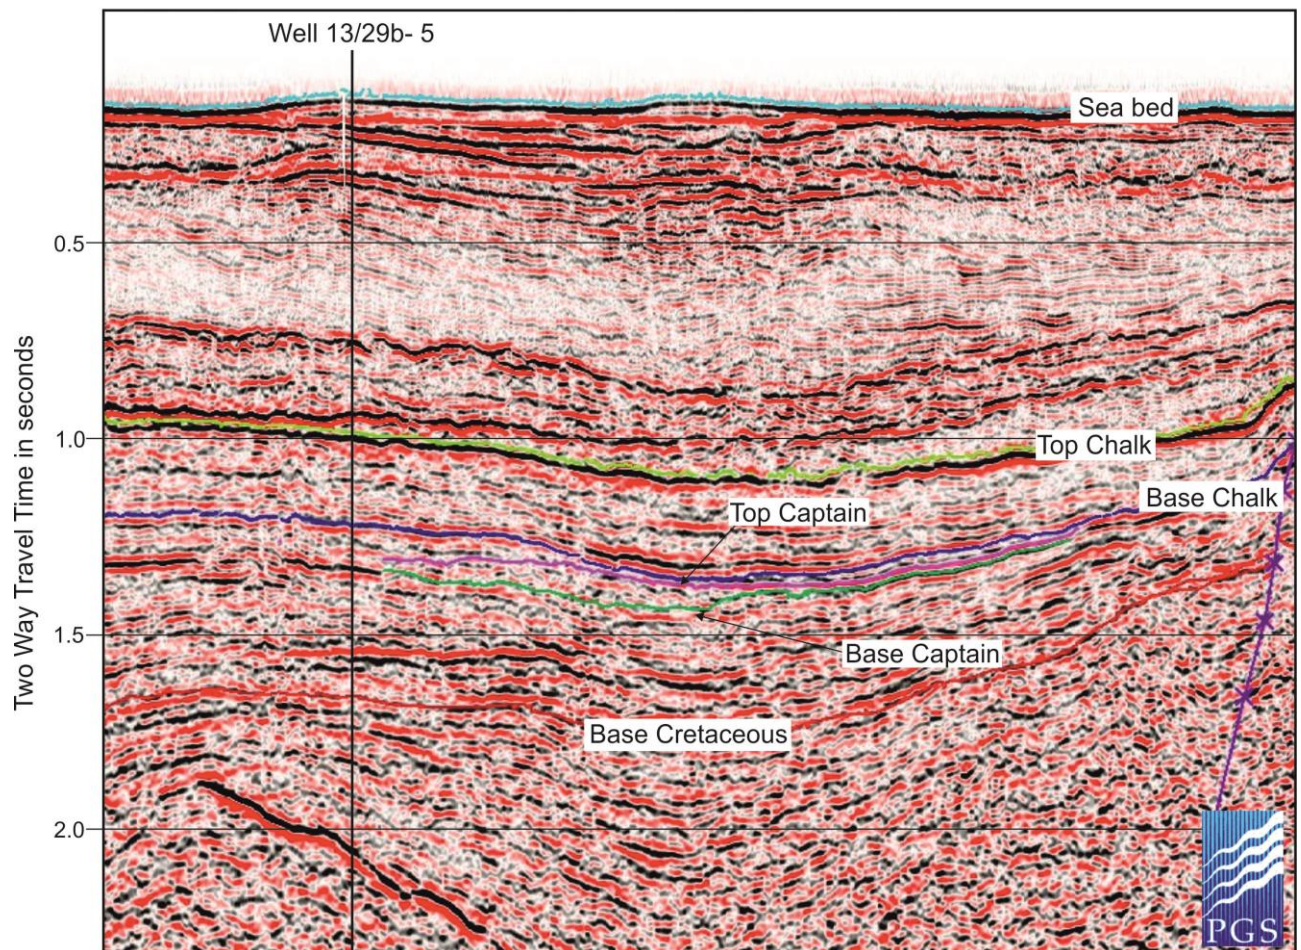 Well 13/29b- 5
Sea bed
0.5
Two Way Travel Time in seconds
1.0
Top Chalk
Base Chalk
Top Captain
1.5
Base Captain
Base Cretaceous
2.0
PGS